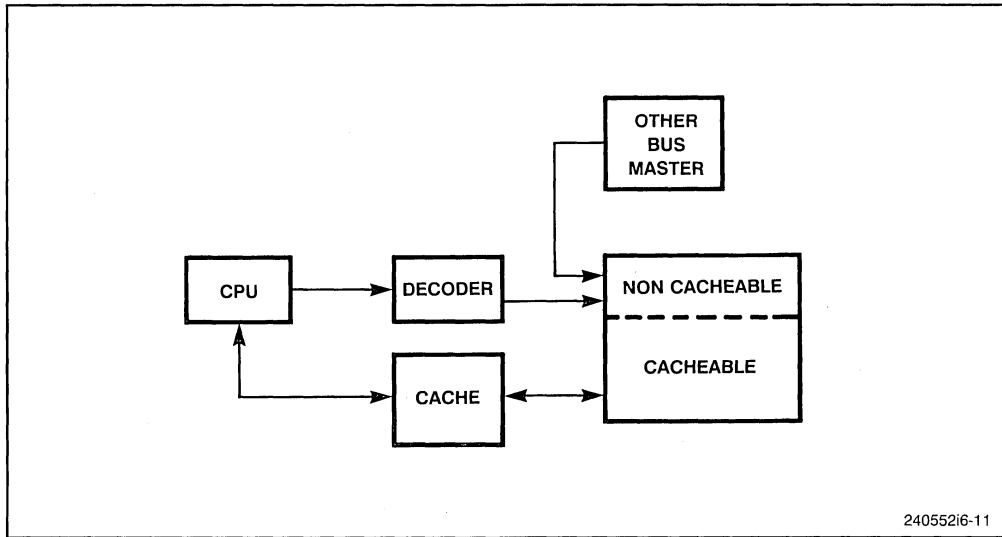 OTHER
BUS
MASTER
CPU
DECODER
NON CACHEABLE
CACHE
CACHEABLE
240552i6-11